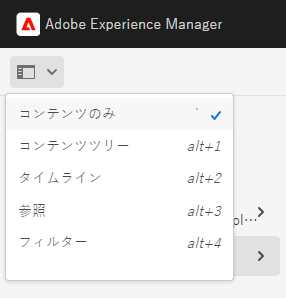 Adobe Experience Manager
コンテンツのみ `
コンテンツツリー alt+1
タイムライン alt+2
参照 alt+3
pl…
フィルター alt+4